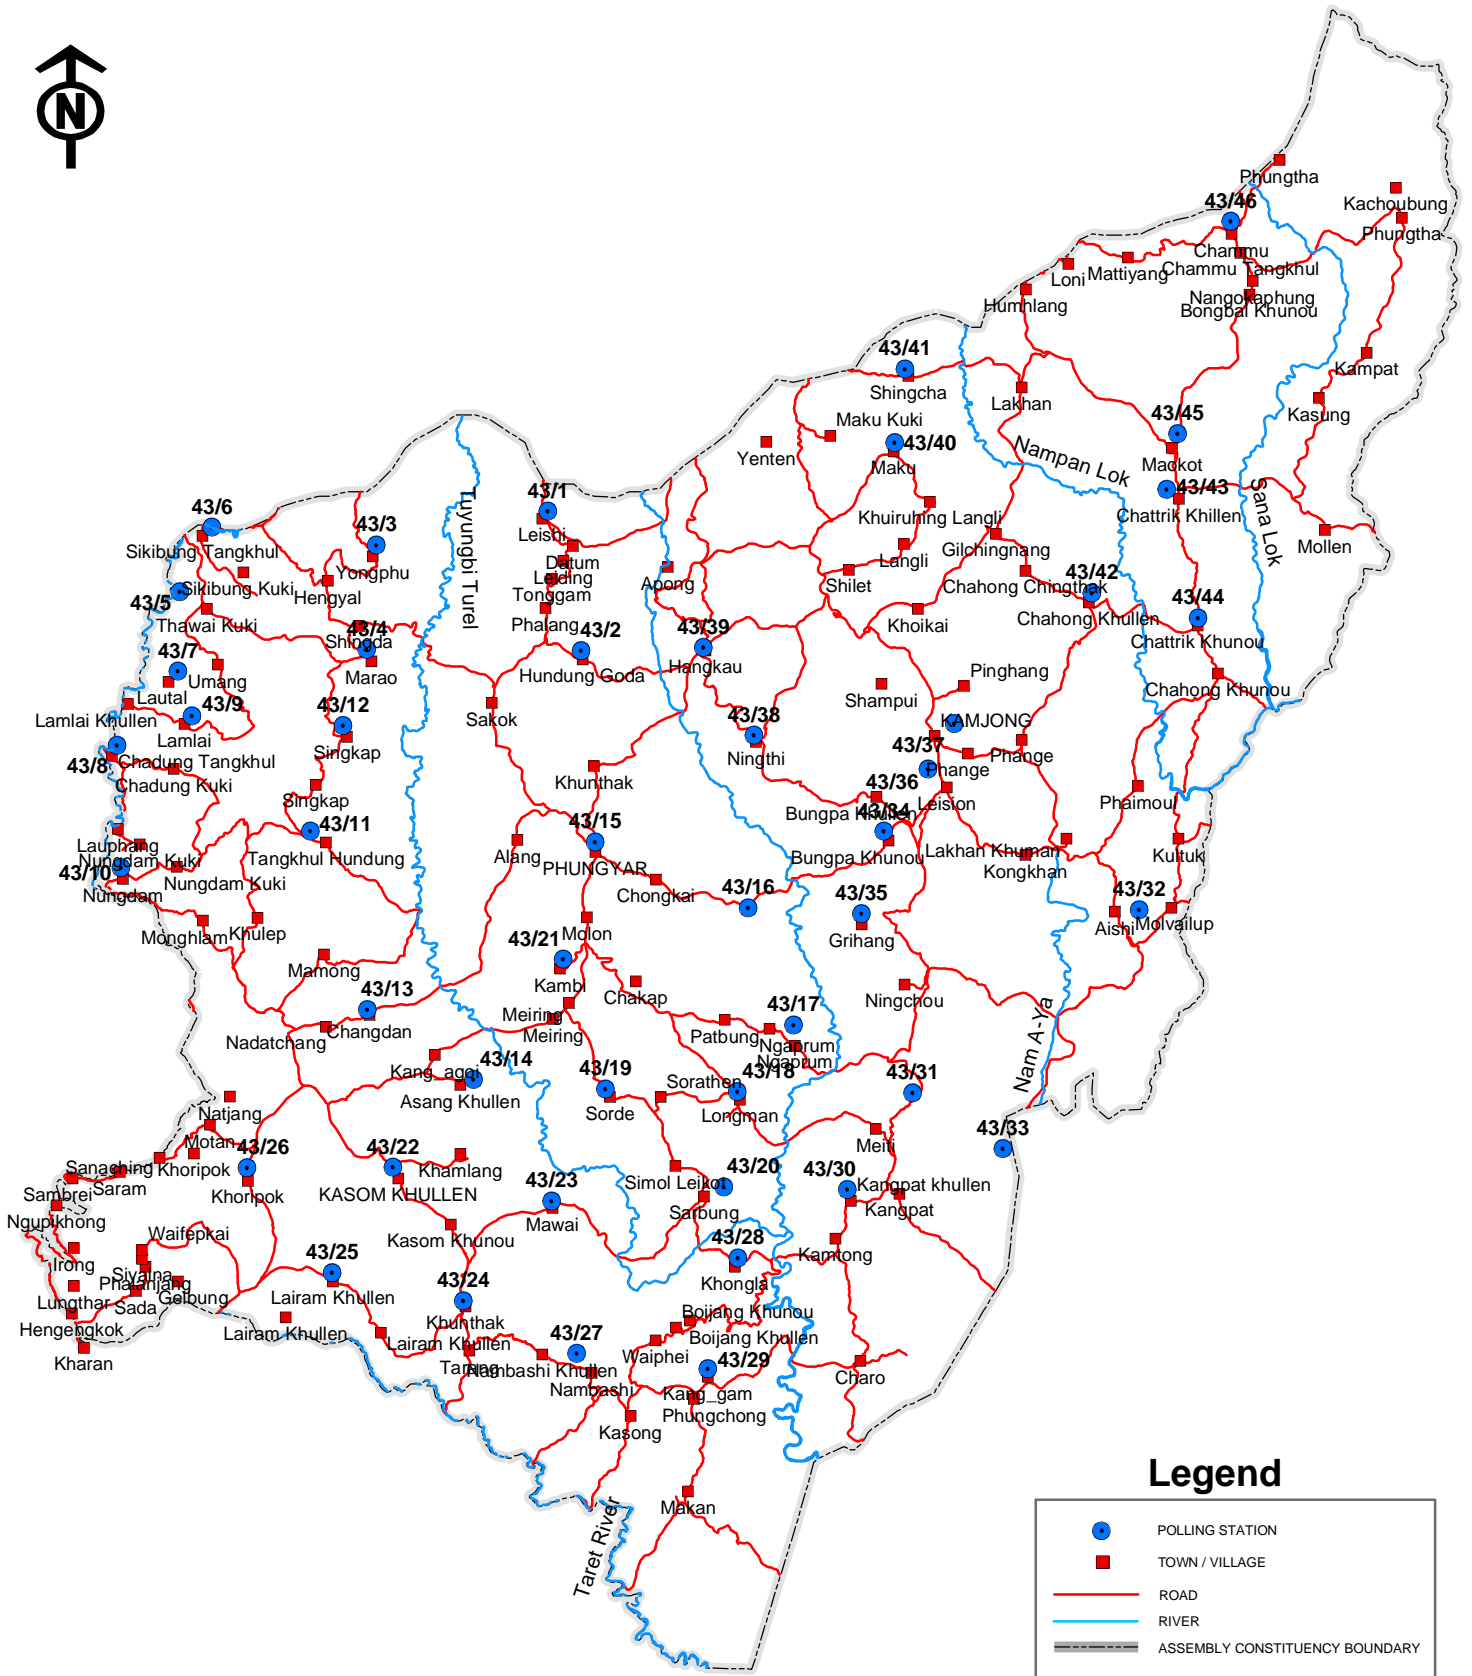 N
Phungtha
43/46
Kachoubung
Phungtha
Chammu
Chammu Tangkhul
Mattiyang
Loni
Nangokaphung
Bongbal Khunou
Humhlang
43/41
Shingcha
Kampat
Lakhan
Kasung
Maku Kuki
43/45
43/40
Yenten
Maku
Nampan Lok
Maokot
43/43
Sana Lok
43/1
Tuyungbi Turel
Chattrik Khillen
43/6
43/3
Khuiruhing Langli
Leishi
Mollen
Sikibung Tangkhul
Gilchingnang
Datum
Langli
Yongphu
Leiding
43/42
Sikibung Kuki
Apong
Shilet
Chahong Chingthak
Tonggam
Hengyal
43/5
43/44
Thawai Kuki
Phalang
Khoikai
Chahong Khullen
43/4
43/2
43/39
Shingda
Chattrik Khunou
43/7
Marao
Hundung Goda
Hangkau
Pinghang
Umang
Chahong Khunou
Lautal
Shampui
43/9
Lamlai Khullen
43/12
Sakok
43/38
KAMJONG
Lamlai
43/37
Singkap
Ningthi
Chadung Tangkhul
43/8
Phange
Phange
Chadung Kuki
Khunthak
43/36
Singkap
Leision
Phaimoul
43/34
Bungpa Khullen
43/11
43/15
Lauphang
Tangkhul Hundung
Alang
Bungpa Khunou
Lakhan Khuman
Kultuk
Nungdam Kuki
PHUNGYAR
Kongkhan
43/10
Nungdam Kuki
Chongkai
43/16
43/32
Nungdam
43/35
Monghlam
Khulep
Molon
Grihang
Aishi
Molvailup
43/21
Mamong
Kambi
43/13
Chakap
Ningchou
Meiring
43/17
Nam A-Ya
Nadatchang
Changdan
Meiring
Patbung
Ngaprum
43/14
Ngaprum
Kang_agoi
43/19
Sorathen
43/18
43/31
Asang Khullen
Sorde
Longman
Natjang
Meiti
43/33
Motan
43/26
43/22
Sanaching
Khoripok
Khamlang
43/23
43/20
43/30
Saram
Simol Leikot
Kangpat khullen
Sambrei
Khoripok
KASOM KHULLEN
Sarbung
Kangpat
Ngupikhong
Mawai
Waifepkai
Kasom Khunou
43/28
Kamtong
Irong
43/25
Siyalna
Khongla
Phalanjang
Gelbung
43/24
Lungthar
Sada
Lairam Khullen
Boijang Khunou
Hengengkok
Khunthak
Lairam Khullen
Lairam Khullen
43/27
Boijang Khullen
Kharan
Waiphei
43/29
Tarung
Nambashi Khullen
Charo
Nambashi
Kang_gam
Phungchong
Kasong
Makan
Taret River
Legend
POLLING STATION
TOWN / VILLAGE
ROAD
RIVER
ASSEMBLY CONSTITUENCY BOUNDARY